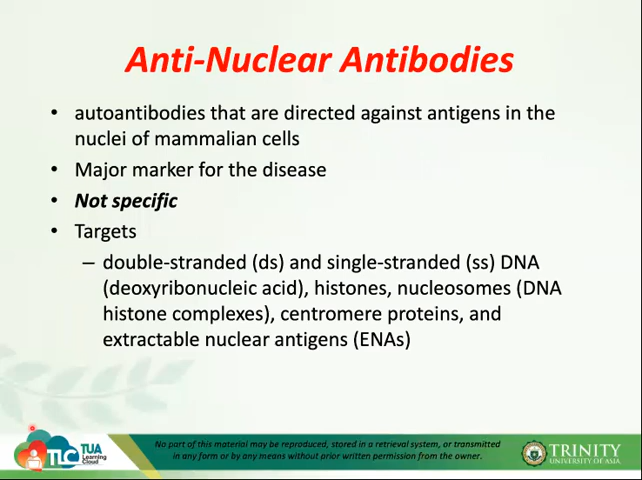 Anti-Nuclear Antibodies
• autoantibodies that are directed against antigens in the
nuclei of mammalian cells
• Major marker for the disease
• Not specific
• Targets
– double-stranded (ds) and single-stranded (ss) DNA
(deoxyribonucleic acid), histones, nucleosomes (DNA
histone complexes), centromere proteins, and
extractable nuclear antigens (ENAs)
TLC
TUA
Learning
Cloud
No part of this material may be reproduced, stored in a retrieval system, or transmitted
in any form or by any means without prior written permission from the owner.
TRINITY
UNIVERSITY OF ASIA